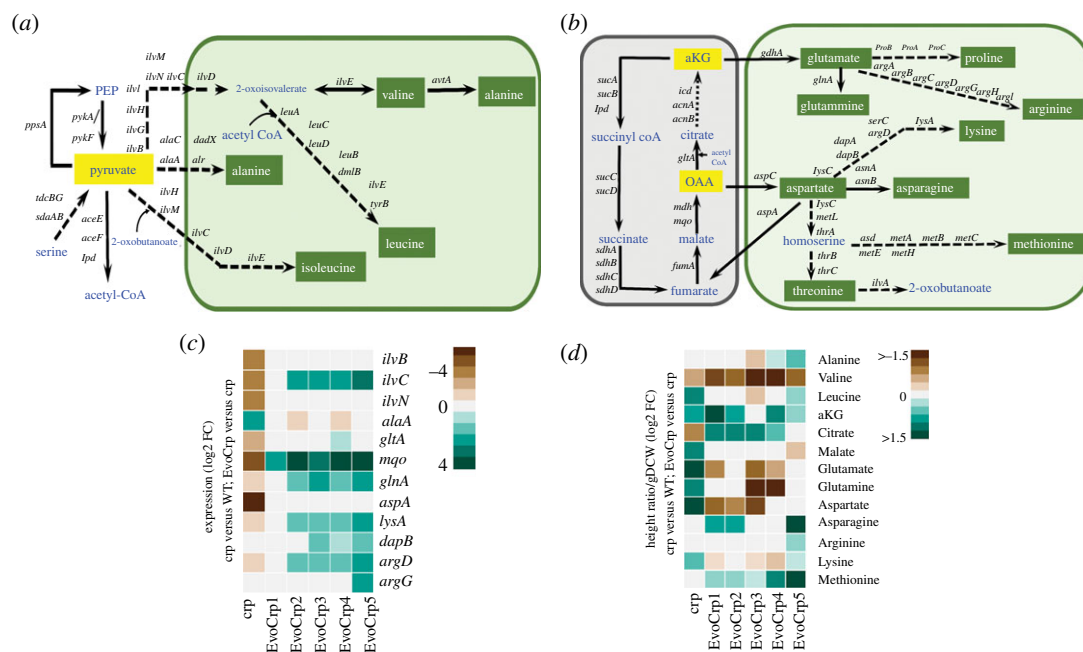 (a)
ilvM
ilvN ilvC ilvD
ilvI
PEP
ilvE
avtA
2-oxoisovalerate
valine
alanine
ppsA
pykA/
pykF
ilvH
ilvG
ilvB
leuA
acetyl CoA
leuC
leuD
alaC
dadX
alaA
alr
pyruvate
alanine
leuB
dmlB
tdcBG
sdaAB
ilvH
ilvM
ilvE
tyrB
aceE
aceF
lpd
2-oxobutanoate
ilvC
serine
ilvD
ilvE
leucine
isoleucine
acetyl-CoA
(b)
aKG
gdhA
glutamate
ProB ProA ProC
proline
sucA
sucB
lpd
icd
acnA
acnB
glnA
argA
argB
argC
argD
argG
argH
argI
glutammine
arginine
succinyl coA
citrate
gltA
acetyl
CoA
serC
argD
lysA
lysine
dapA
dapB
lysC
sucC
sucD
OAA
aspC
aspartate
asnA
asnB
asparagine
mdh
mqo
aspA
lysC
metL
thrA
succinate
malate
homoserine
asd metA metB metC
metE metH
methionine
sdhA
sdhB
sdhC
sdhD
fumA
thrB
thrC
fumarate
threonine
ilvA
2-oxobutanoate
(c)
expression (log2 FC)
crp versus WT; EvoCrp versus crp
ilvB
ilvC
ilvN
alaA
gltA
mqo
glnA
aspA
lysA
dapB
argD
argG
–4
0
4
crp
EvoCrp1
EvoCrp2
EvoCrp3
EvoCrp4
EvoCrp5
(d)
height ratio/gDCW (log2 FC)
crp versus WT; EvoCrp versus crp
Alanine
Valine
Leucine
aKG
Citrate
Malate
Glutamate
Glutamine
Aspartate
Asparagine
Arginine
Lysine
Methionine
>–1.5
0
>1.5
crp
EvoCrp1
EvoCrp2
EvoCrp3
EvoCrp4
EvoCrp5